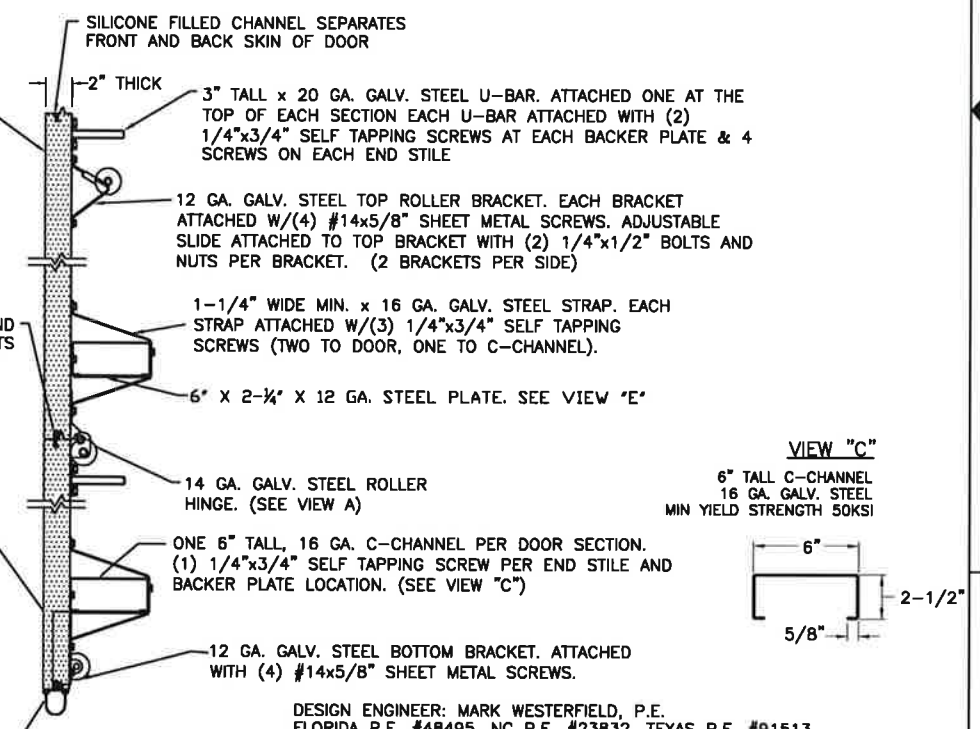 SILICONE FILLED CHANNEL SEPARATES
FRONT AND BACK SKIN OF DOOR
2" THICK
3" TALL x 20 GA. GALV. STEEL U-BAR. ATTACHED ONE AT THE
TOP OF EACH SECTION EACH U-BAR ATTACHED WITH (2)
1/4"x3/4" SELF TAPPING SCREWS AT EACH BACKER PLATE & 4
SCREWS ON EACH END STILE
12 GA. GALV. STEEL TOP ROLLER BRACKET. EACH BRACKET
ATTACHED W/(4) #14x5/8" SHEET METAL SCREWS. ADJUSTABLE
SLIDE ATTACHED TO TOP BRACKET WITH (2) 1/4"x1/2" BOLTS AND
NUTS PER BRACKET. (2 BRACKETS PER SIDE)
1-1/4" WIDE MIN. x 16 GA. GALV. STEEL STRAP. EACH
STRAP ATTACHED W/(3) 1/4"x3/4" SELF TAPPING
SCREWS (TWO TO DOOR, ONE TO C-CHANNEL).
6" X 2-¼" X 12 GA. STEEL PLATE. SEE VIEW "E"
14 GA. GALV. STEEL ROLLER
HINGE. (SEE VIEW A)
ONE 6" TALL, 16 GA. C-CHANNEL PER DOOR SECTION.
(1) 1/4"x3/4" SELF TAPPING SCREW PER END STILE AND
BACKER PLATE LOCATION. (SEE VIEW "C")
12 GA. GALV. STEEL BOTTOM BRACKET. ATTACHED
WITH (4) #14x5/8" SHEET METAL SCREWS.
VIEW "C"
6" TALL C-CHANNEL
16 GA. GALV. STEEL
MIN YIELD STRENGTH 50KSI
6"
2-1/2"
5/8"
DESIGN ENGINEER: MARK WESTERFIELD, P.E.
FLORIDA P.E. #48495, NC P.E. #23832, TEXAS P.E. #91513